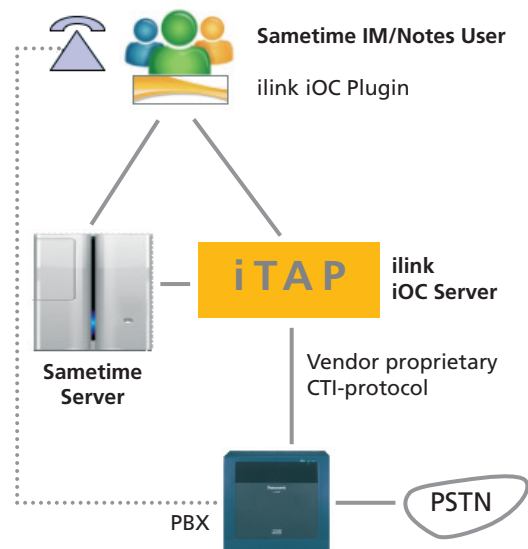 Sametime IM/Notes User
ilink iOC Plugin
iTAP
ilink
iOC Server
Sametime
Server
Vendor proprietary
CTI-protocol
Panasonic
PBX
PSTN